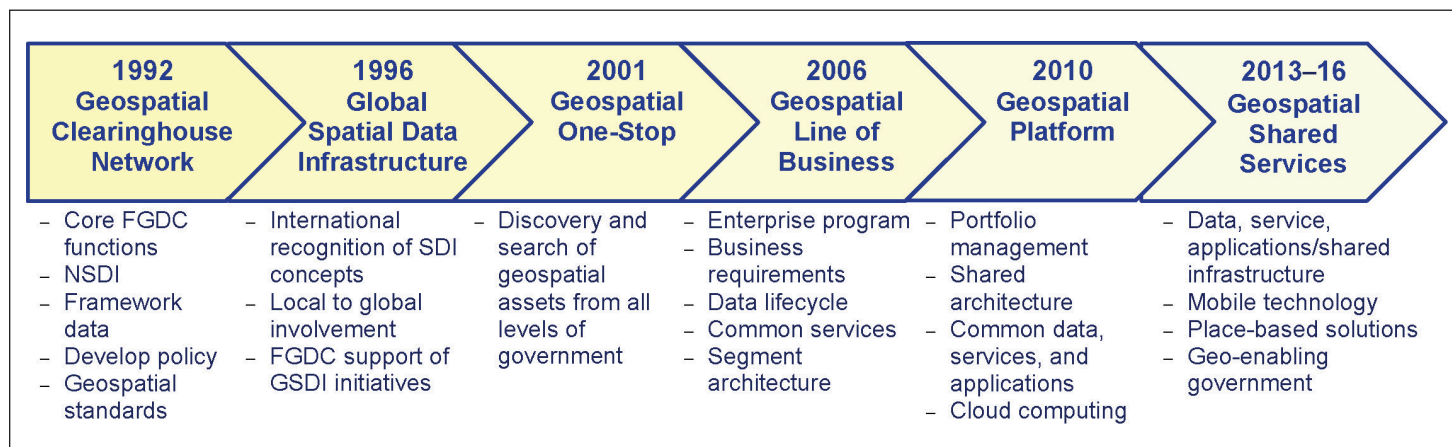 1992
Geospatial
Clearinghouse
Network
– Core FGDC
functions
– NSDI
– Framework
data
– Develop policy
– Geospatial
standards
1996
Global
Spatial Data
Infrastructure
– International
recognition of SDI
concepts
– Local to global
involvement
– FGDC support of
GSDI initiatives
2001
Geospatial
One-Stop
– Discovery and
search of
geospatial
assets from all
levels of
government
2006
Geospatial
Line of
Business
– Enterprise program
– Business
requirements
– Data lifecycle
– Common services
– Segment
architecture
2010
Geospatial
Platform
– Portfolio
management
– Shared
architecture
– Common data,
services, and
applications
– Cloud computing
2013–16
Geospatial
Shared
Services
– Data, service,
applications/shared
infrastructure
– Mobile technology
– Place-based solutions
– Geo-enabling
government